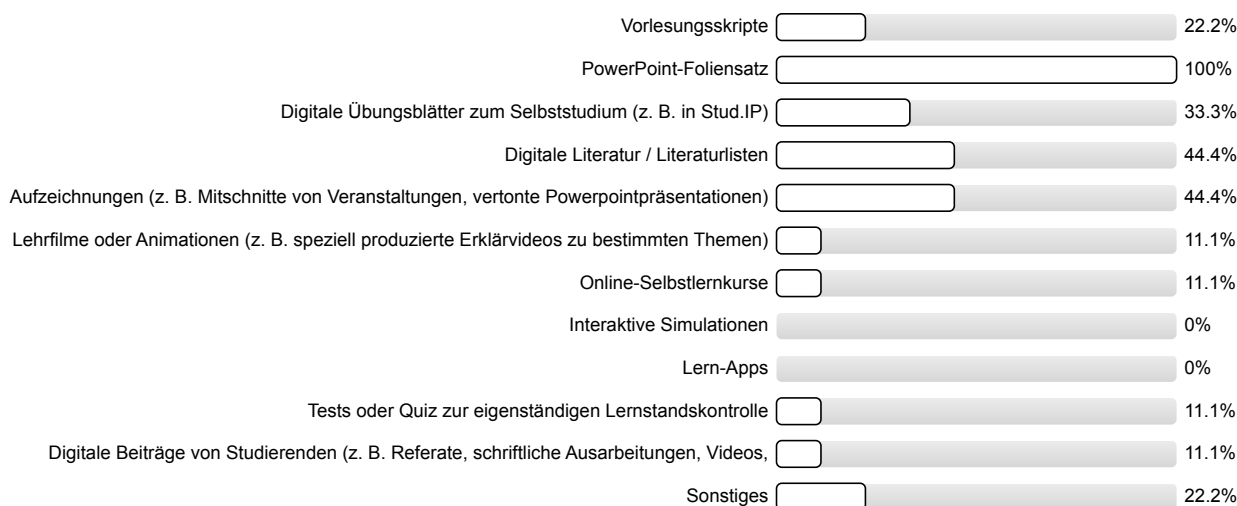 Vorlesungsskripte 22.2%
PowerPoint-Foliensatz 100%
Digitale Übungsblätter zum Selbststudium (z. B. in Stud.IP) 33.3%
Digitale Literatur / Literaturlisten 44.4%
Aufzeichnungen (z. B. Mitschnitte von Veranstaltungen, vertonte Powerpointpräsentationen) 44.4%
Lehrfilme oder Animationen (z. B. speziell produzierte Erklärvideos zu bestimmten Themen) 11.1%
Online-Selbstlernkurse 11.1%
Interaktive Simulationen 0%
Lern-Apps 0%
Tests oder Quiz zur eigenständigen Lernstandskontrolle 11.1%
Digitale Beiträge von Studierenden (z. B. Referate, schriftliche Ausarbeitungen, Videos, 11.1%
Sonstiges 22.2%